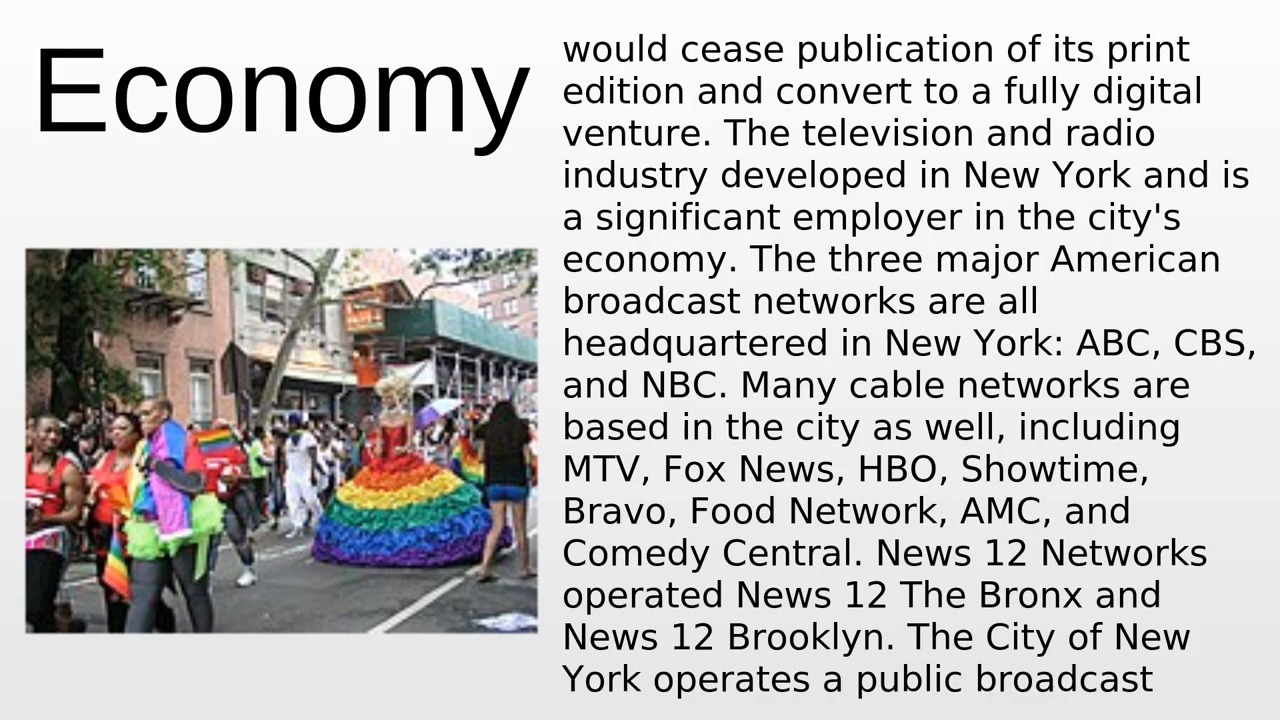 Economy
would cease publication of its print
edition and convert to a fully digital
venture. The television and radio
industry developed in New York and is
a significant employer in the city's
economy. The three major American
broadcast networks are all
headquartered in New York: ABC, CBS,
and NBC. Many cable networks are
based in the city as well, including
MTV, Fox News, HBO, Showtime,
Bravo, Food Network, AMC, and
Comedy Central. News 12 Networks
operated News 12 The Bronx and
News 12 Brooklyn. The City of New
York operates a public broadcast